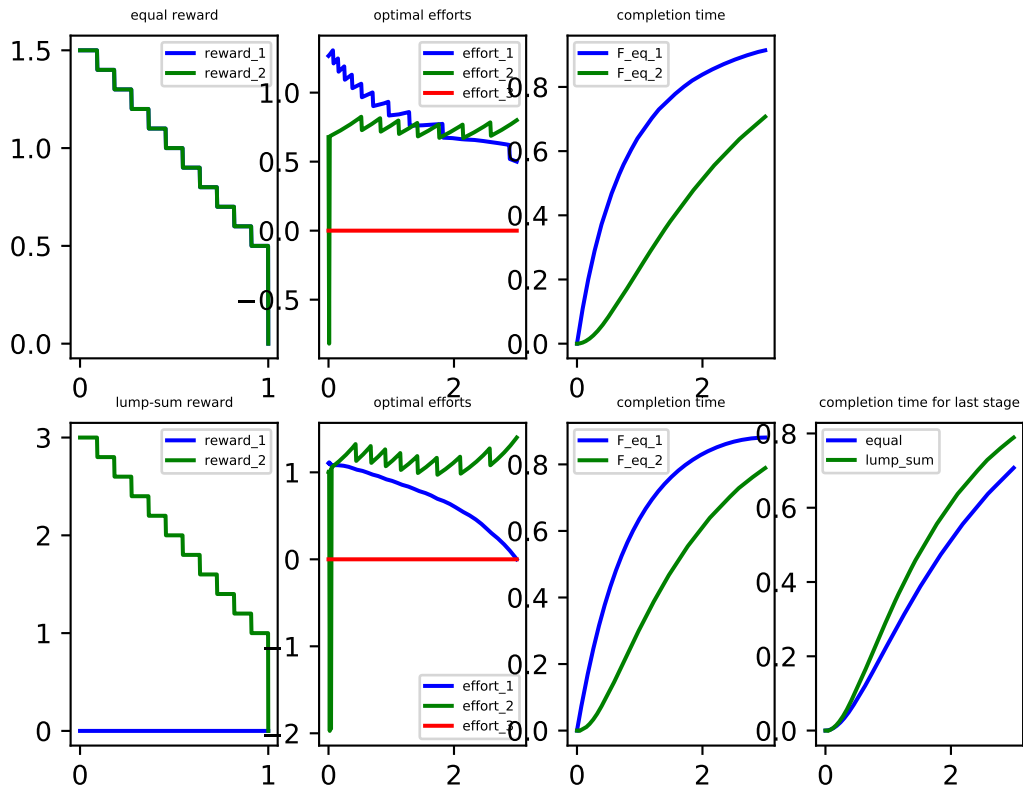 equal reward
reward_1
reward_2
1.5
1.0
0.5
0.0
0
1
optimal efforts
effort_1
effort_2
effort_3
1.0
0.5
0.0
−0.5
0
2
completion time
F_eq_1
F_eq_2
0.8
0.6
0.4
0.2
0.0
0
2
lump-sum reward
reward_1
reward_2
3
2
1
0
0
1
optimal efforts
1
0
−1
−2
effort_1
effort_2
effort_3
0
2
completion time
F_eq_1
F_eq_2
0.8
0.6
0.4
0.2
0.0
0
2
completion time for last stage
equal
lump_sum
0.8
0.6
0.4
0.2
0.0
0
2